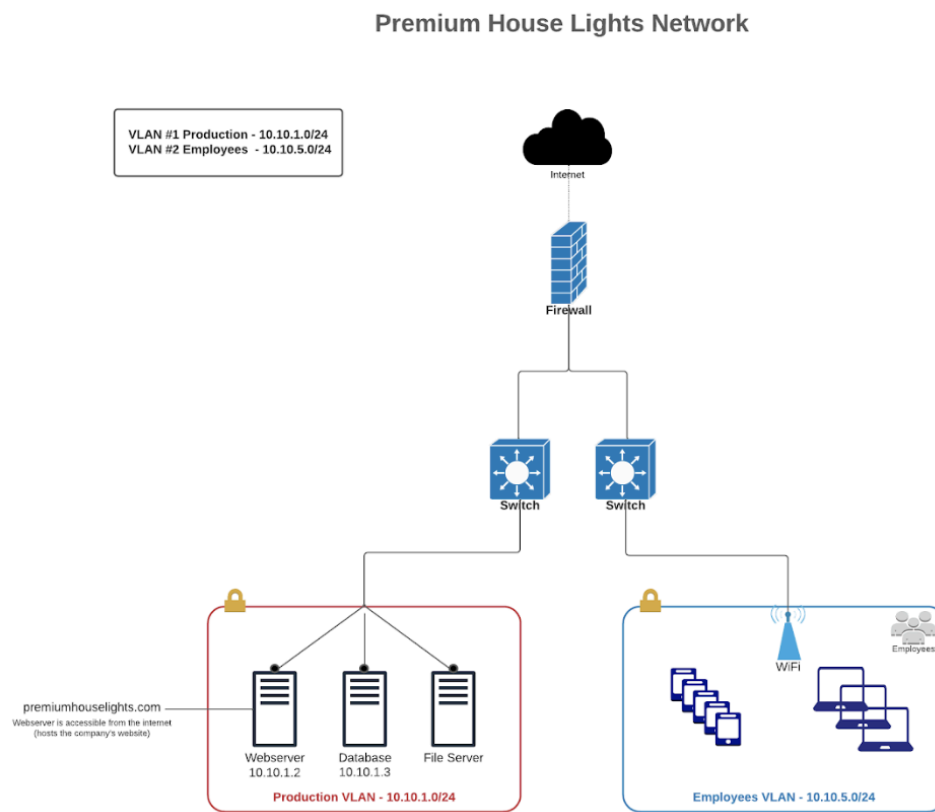 Premium House Lights Network
VLAN #1 Production - 10.10.1.0/24
VLAN #2 Employees  - 10.10.5.0/24
Internet
Firewall
Switch
Switch
Employees
WiFi
premiumhouselights.com
Webserver is accessible from the internet
(hosts the company's website)
Webserver
10.10.1.2
Database
10.10.1.3
File Server
Production VLAN - 10.10.1.0/24
Employees VLAN - 10.10.5.0/24